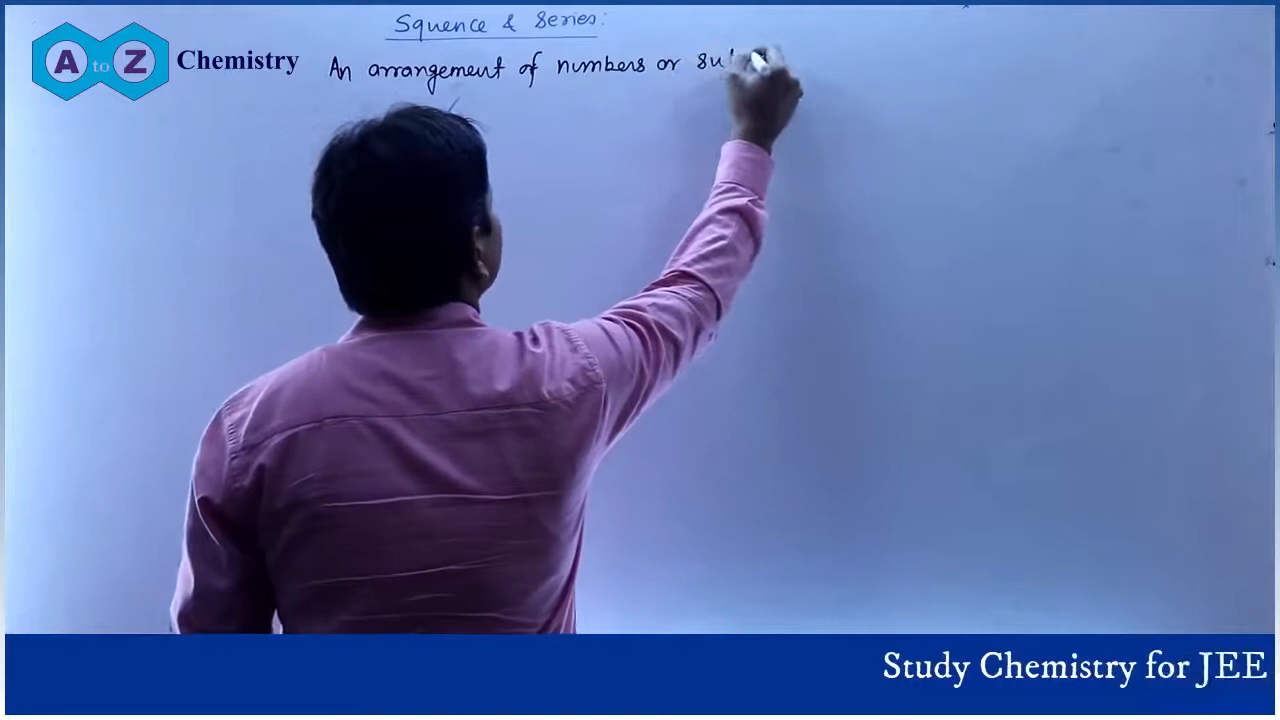 Squence & Series:
A to Z Chemistry
An arrangement of numbers or
Study Chemistry for JEE